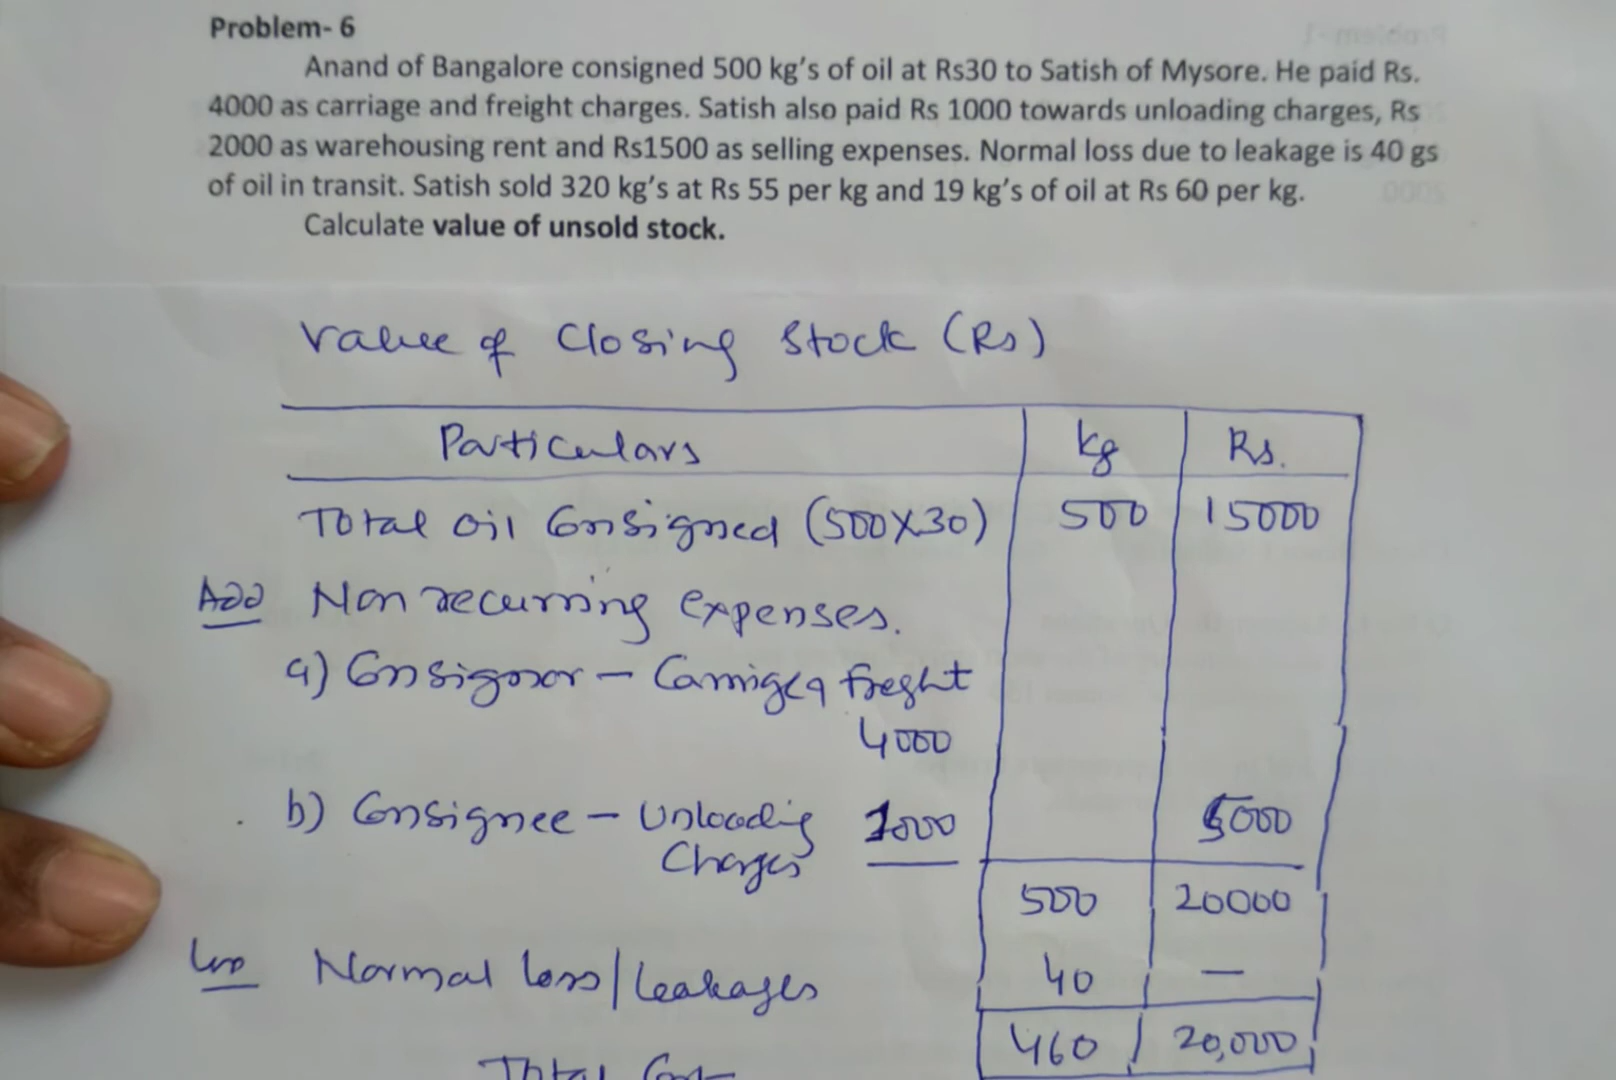 Problem- 6
Anand of Bangalore consigned 500 kg's of oil at Rs30 to Satish of Mysore. He paid Rs.
4000 as carriage and freight charges. Satish also paid Rs 1000 towards unloading charges, Rs
2000 as warehousing rent and Rs1500 as selling expenses. Normal loss due to leakage is 40 gs
of oil in transit. Satish sold 320 kg's at Rs 55 per kg and 19 kg's of oil at Rs 60 per kg.
Calculate value of unsold stock.
Value of Closing Stock (Rs)
Particulars kg Rs.
Total oil Consigned (500X30) 500 15000
Add Non recurring expenses.
a) Consignor - Carriage & freght
4000
b) Consignee - Unloading 1000 5000
Charges
500 20000
Less Normal loss/leakages 40 —
460 20,000
Total Cost